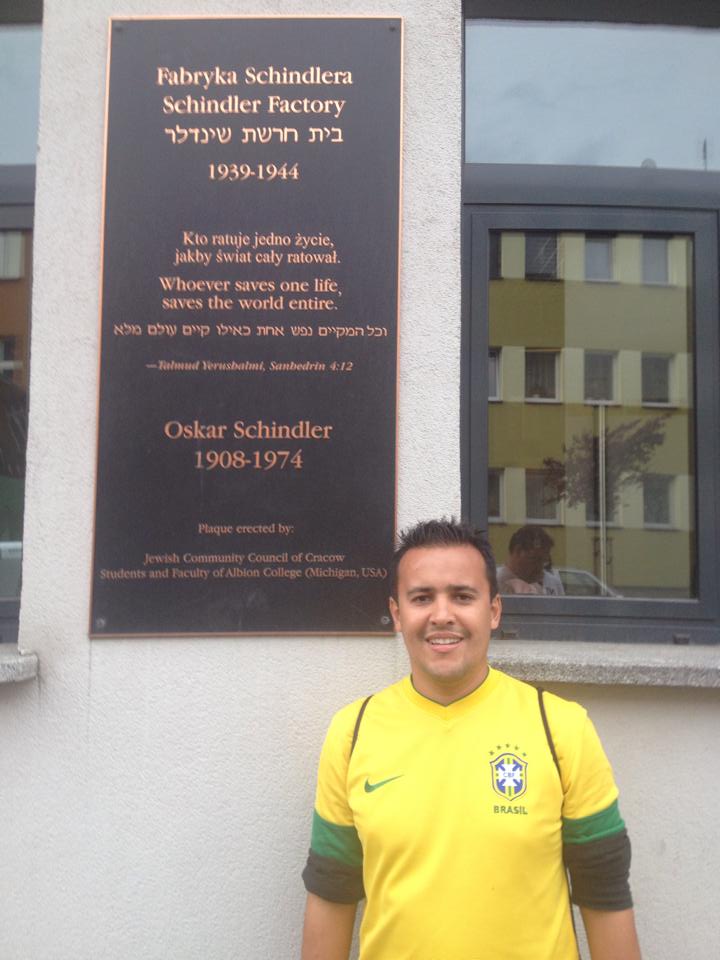 Fabryka Schindlera
Schindler Factory
בית חרשת שינדלר
1939-1944
Kto ratuje jedno życie,
jakby świat cały ratował.
Whoever saves one life,
saves the world entire.
וכל המקיים נפש אחת כאילו קיים עולם מלא
—Talmud Yerushalmi, Sanhedrin 4:12
Oskar Schindler
1908-1974
Plaque erected by:
Jewish Community Council of Cracow
Students and Faculty of Albion College (Michigan, USA)
CBF
BRASIL